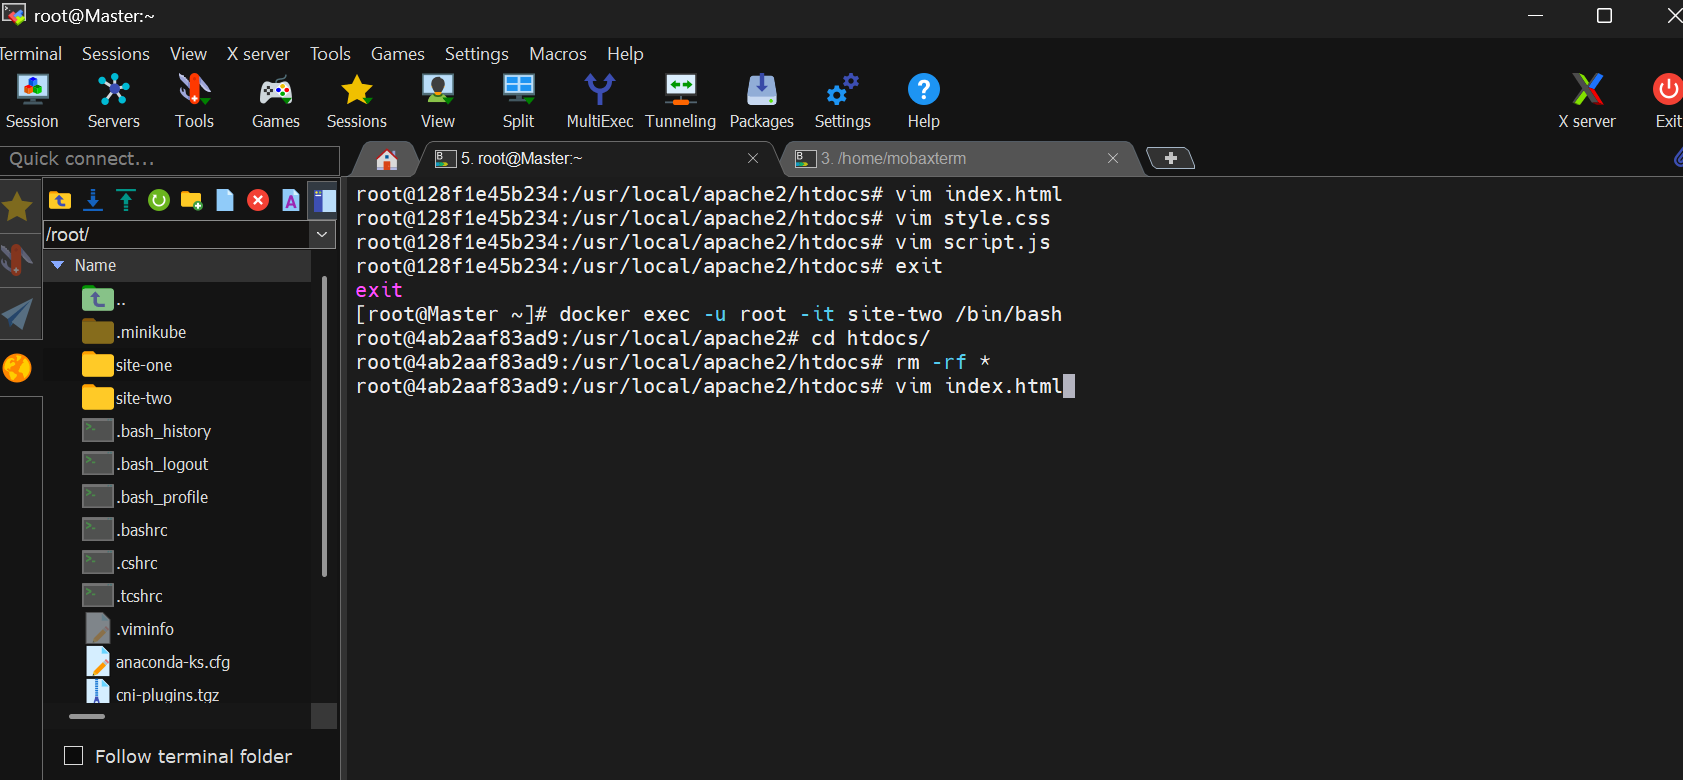 root@Master:~
Terminal Sessions View X server Tools Games Settings Macros Help
Session Servers Tools Games Sessions View Split MultiExec Tunneling Packages Settings Help X server Exit
Quick connect...
5. root@Master:~
3. /home/mobaxterm
/root/
Name
..
.minikube
site-one
site-two
.bash_history
.bash_logout
.bash_profile
.bashrc
.cshrc
.tcshrc
.viminfo
anaconda-ks.cfg
cni-plugins.tgz
Follow terminal folder
root@128f1e45b234:/usr/local/apache2/htdocs# vim index.html
root@128f1e45b234:/usr/local/apache2/htdocs# vim style.css
root@128f1e45b234:/usr/local/apache2/htdocs# vim script.js
root@128f1e45b234:/usr/local/apache2/htdocs# exit
exit
[root@Master ~]# docker exec -u root -it site-two /bin/bash
root@4ab2aaf83ad9:/usr/local/apache2# cd htdocs/
root@4ab2aaf83ad9:/usr/local/apache2/htdocs# rm -rf *
root@4ab2aaf83ad9:/usr/local/apache2/htdocs# vim index.html